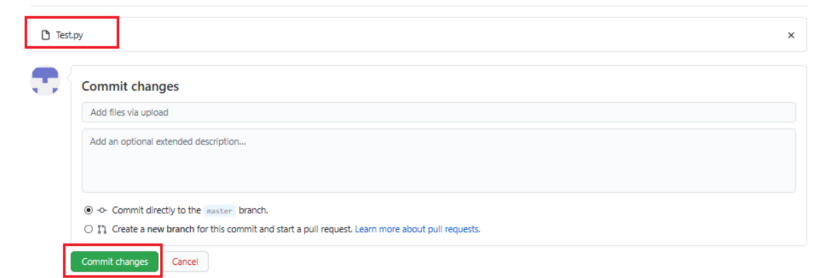 Test.py
Commit changes
Add files via upload
Add an optional extended description...
Commit directly to the master branch.
Create a new branch for this commit and start a pull request. Learn more about pull requests.
Commit changes Cancel